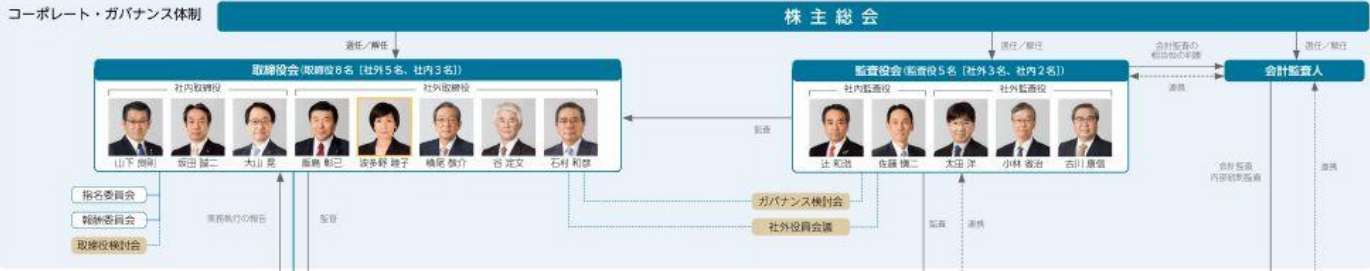 コーポレート・ガバナンス体制
株主総会
選任／解任
選任／解任
会計監査の
相当性の判断
選任／解任
取締役会(取締役8名［社外5名、社内3名］)
監査役会(監査役5名［社外3名、社内2名］)
会計監査人
連携
社内取締役
社外取締役
社内監査役
社外監査役
監査
山下 良則
坂田 誠二
大山 晃
飯島 彰己
波多野 睦子
横尾 敬介
谷 定文
石村 和彦
辻 和浩
佐藤 慎二
太田 洋
小林 省治
古川 康信
指名委員会
報酬委員会
取締役検討会
業務執行の報告
監督
ガバナンス検討会
社外役員会議
監査
連携
会計監査
内部統制監査
連携